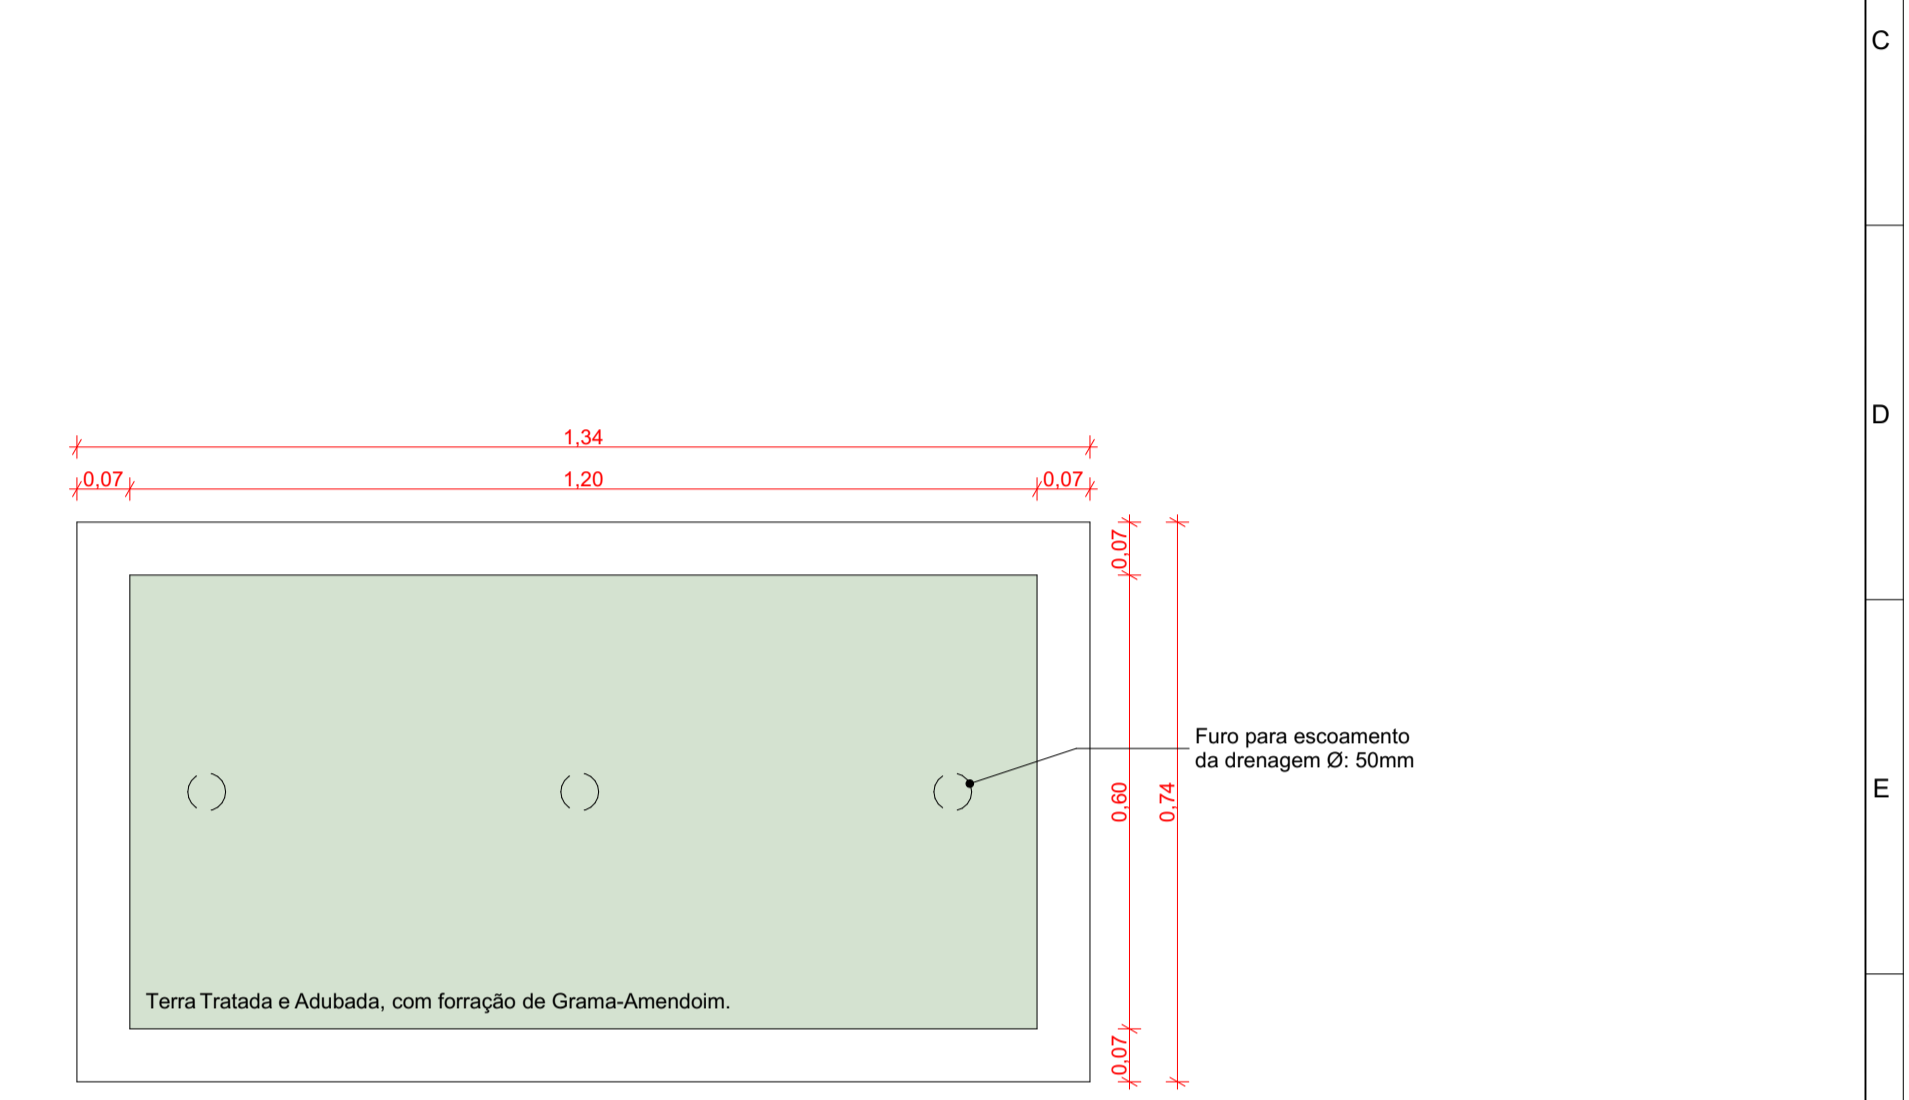 C
D
1,34
0,07
1,20
0,07
0,07
Furo para escoamento
da drenagem Ø: 50mm
0,60
0,74
E
Terra Tratada e Adubada, com forração de Grama-Amendoim.
0,07